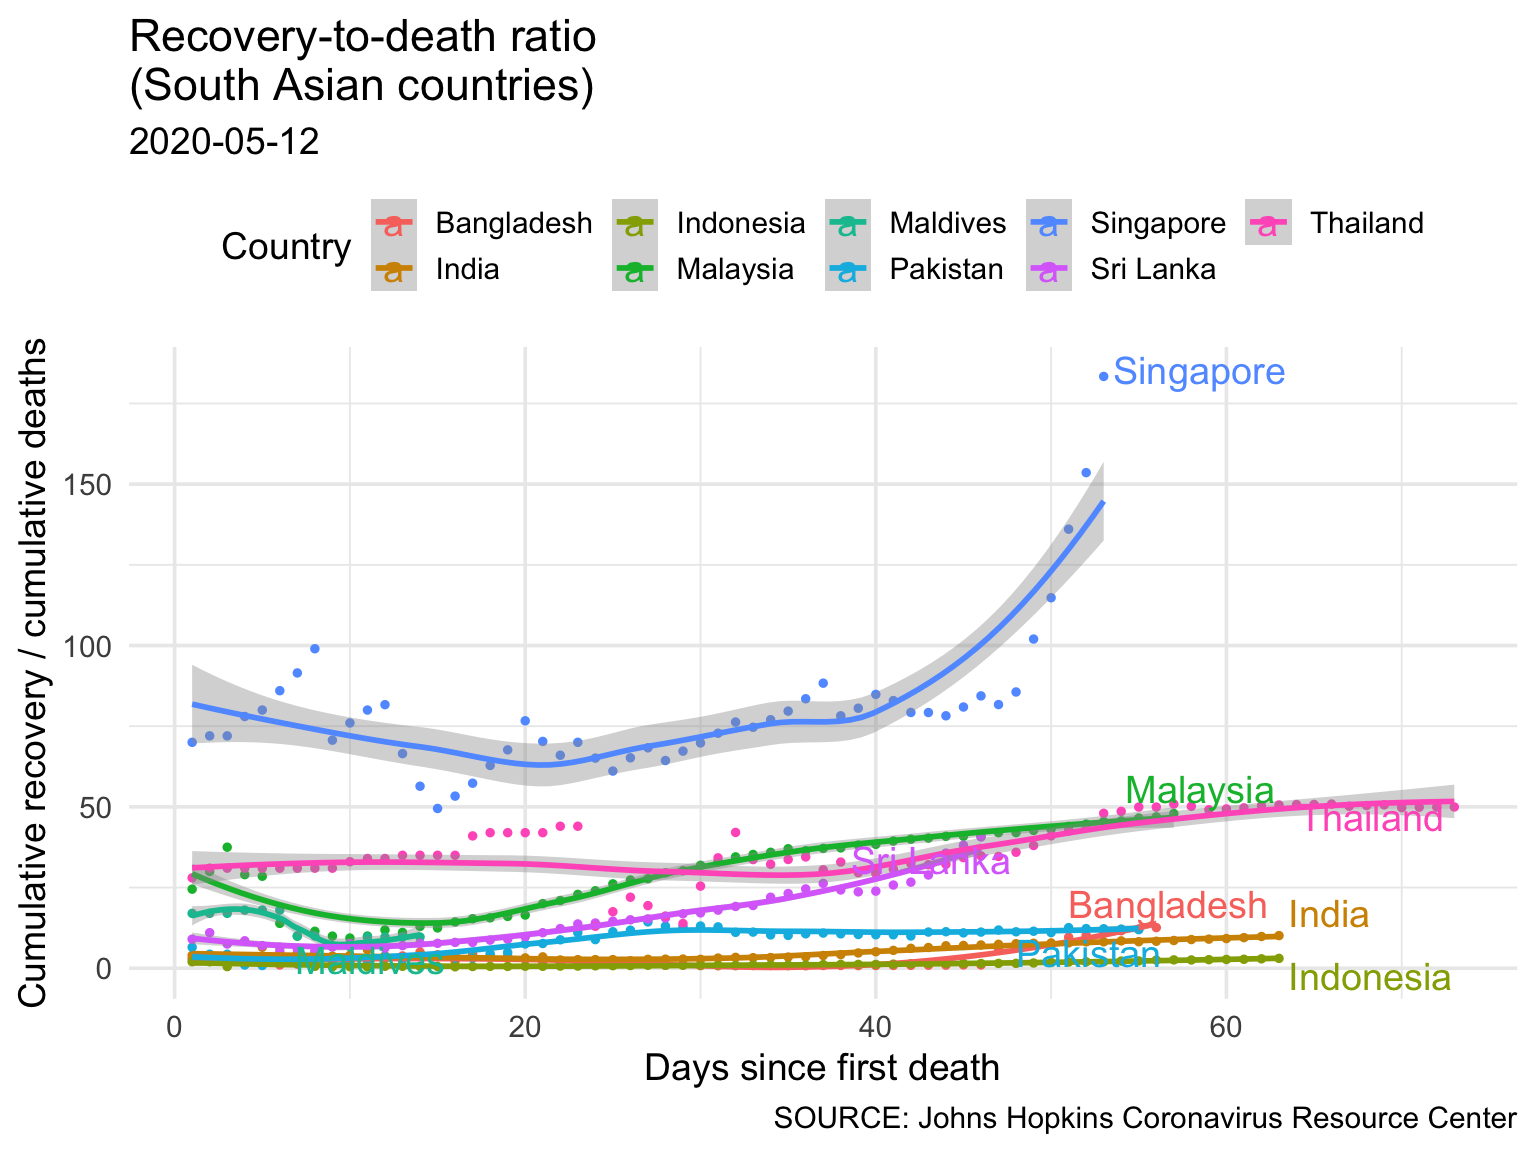 Recovery-to-death ratio
(South Asian countries)
2020-05-12
Country
a Bangladesh a Indonesia a Maldives a Singapore a Thailand
a India a Malaysia a Pakistan a Sri Lanka
Cumulative recovery / cumulative deaths
150
100
50
0
Singapore
Malaysia
Thailand
Sri Lanka
Bangladesh
India
Pakistan
Maldives
Indonesia
0 20 40 60
Days since first death
SOURCE: Johns Hopkins Coronavirus Resource Center